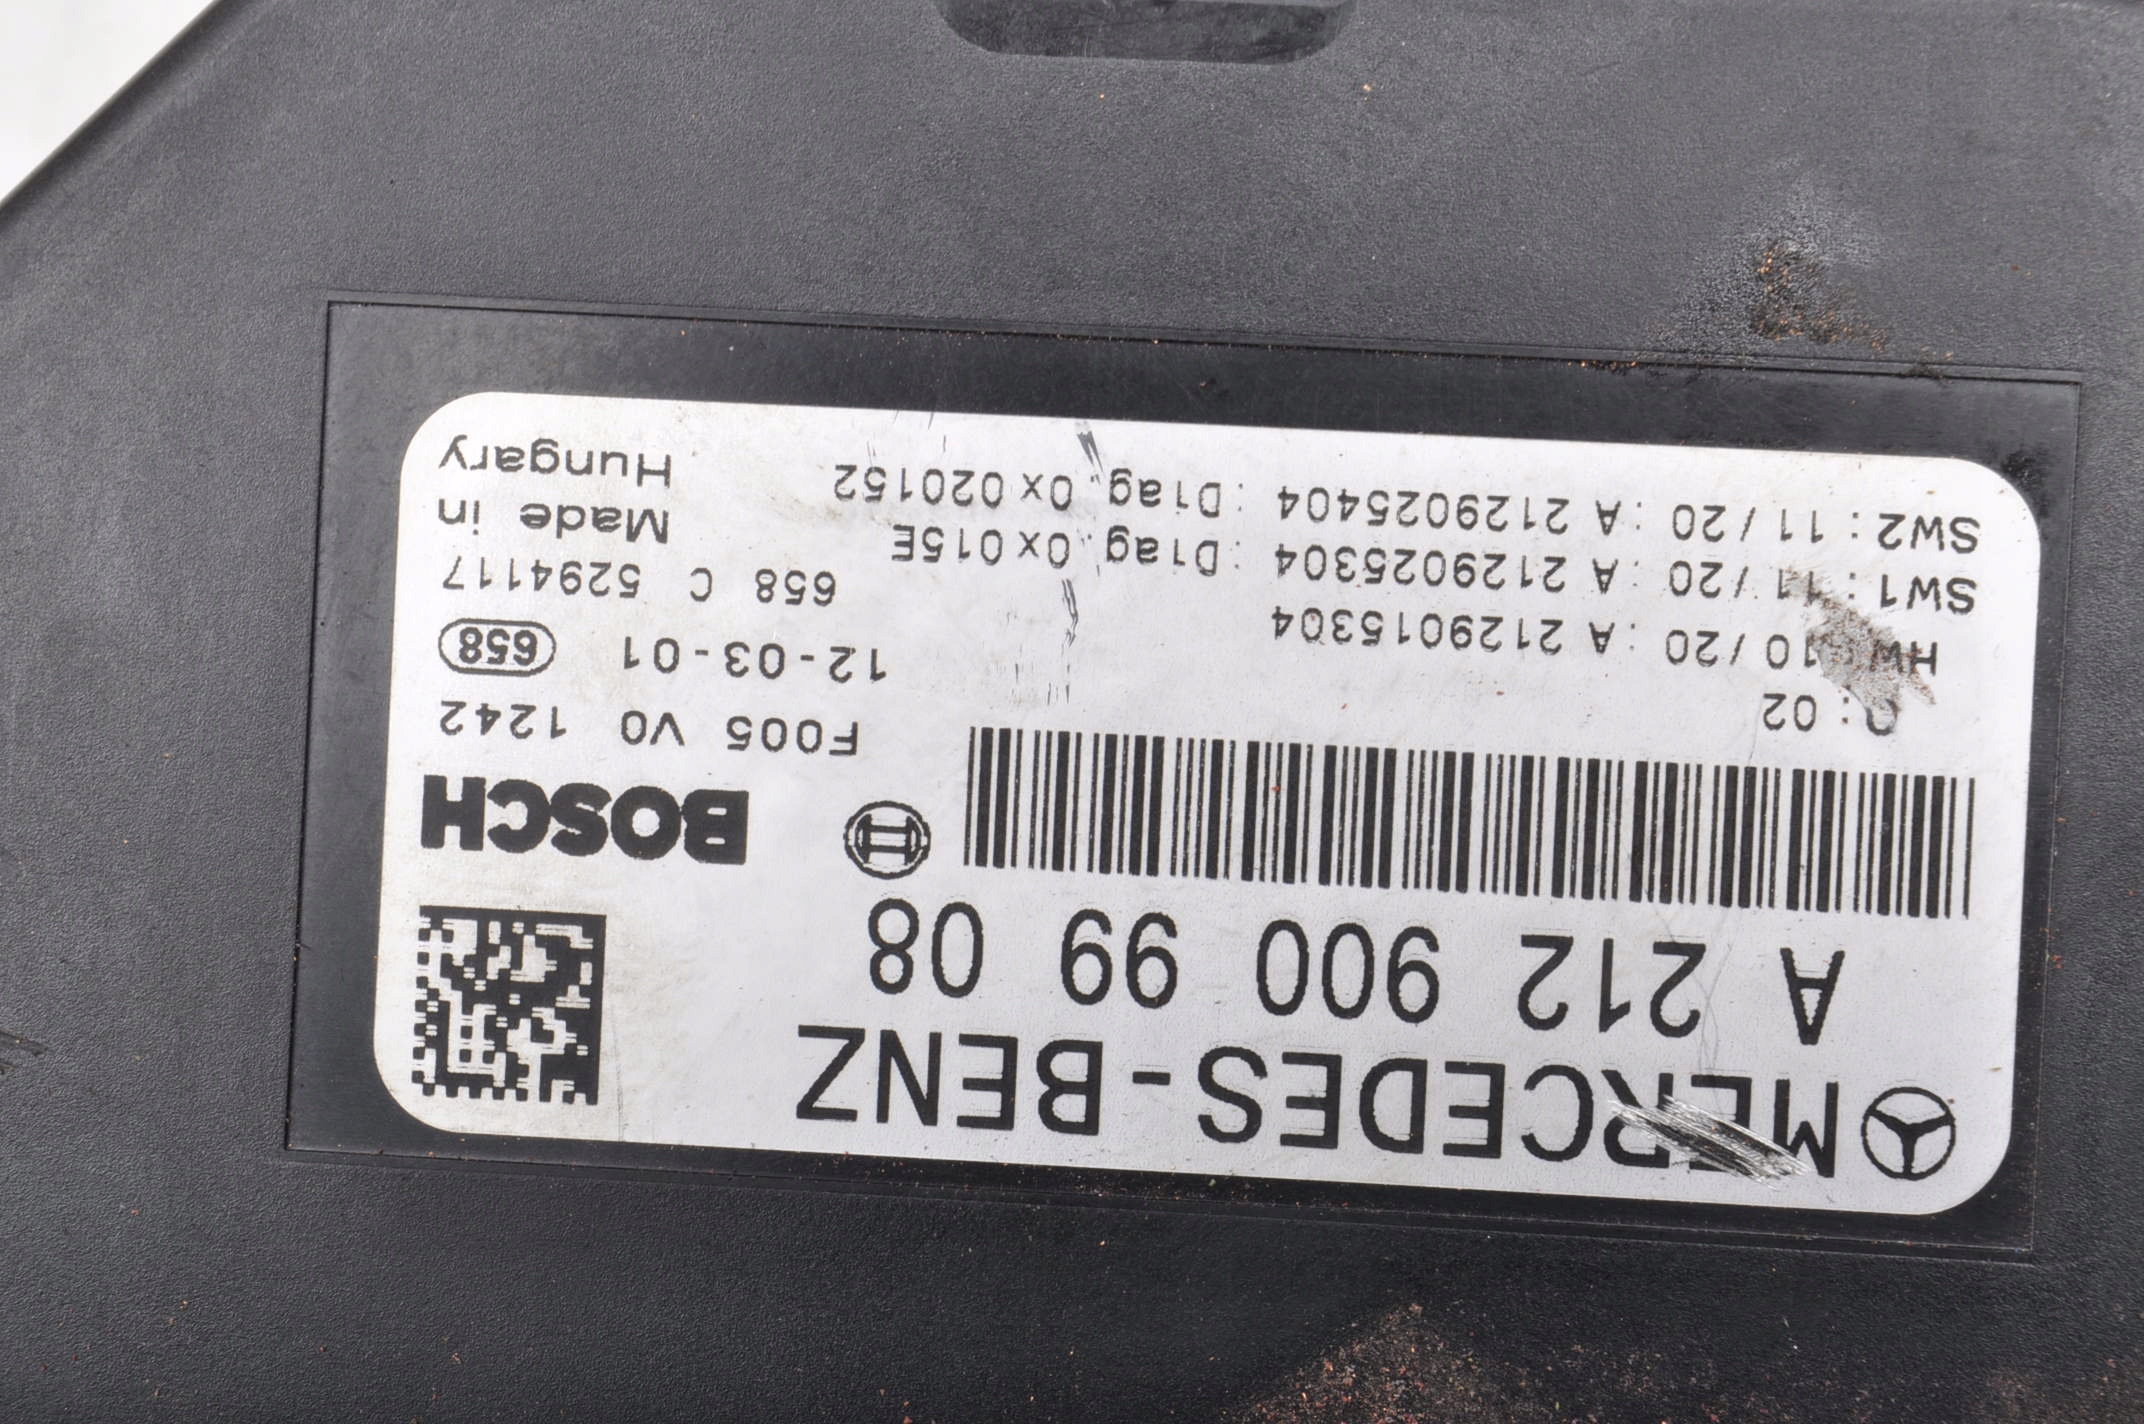 MERCEDES-BENZ
A 212 900 99 08
BOSCH
: 02
F005 V0 1242
HW: 10/20 : A 2129015304
12-03-01 658
SW1: 11/20 : A 2129025304 : Diag. 0x015E
658 C 5294117
SW2: 11/20 : A 2129025404 : Diag. 0x020152
Made in
Hungary